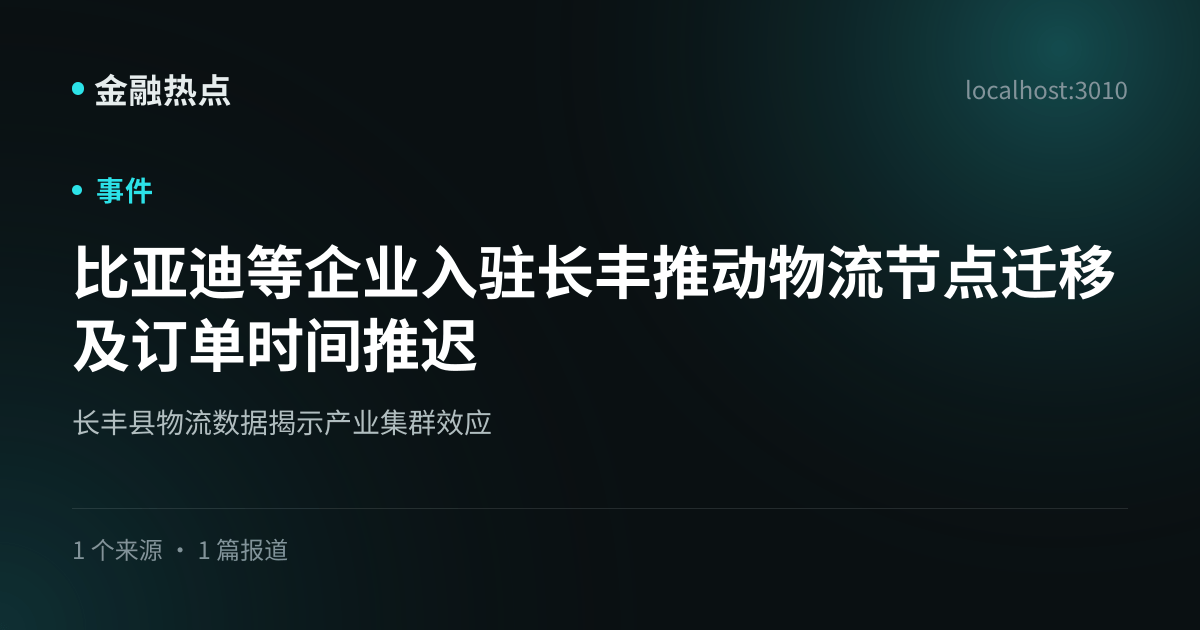 金融热点
localhost:3010
事件
比亚迪等企业入驻长丰推动物流节点迁移
及订单时间推迟
长丰县物流数据揭示产业集群效应
1 个来源 • 1 篇报道